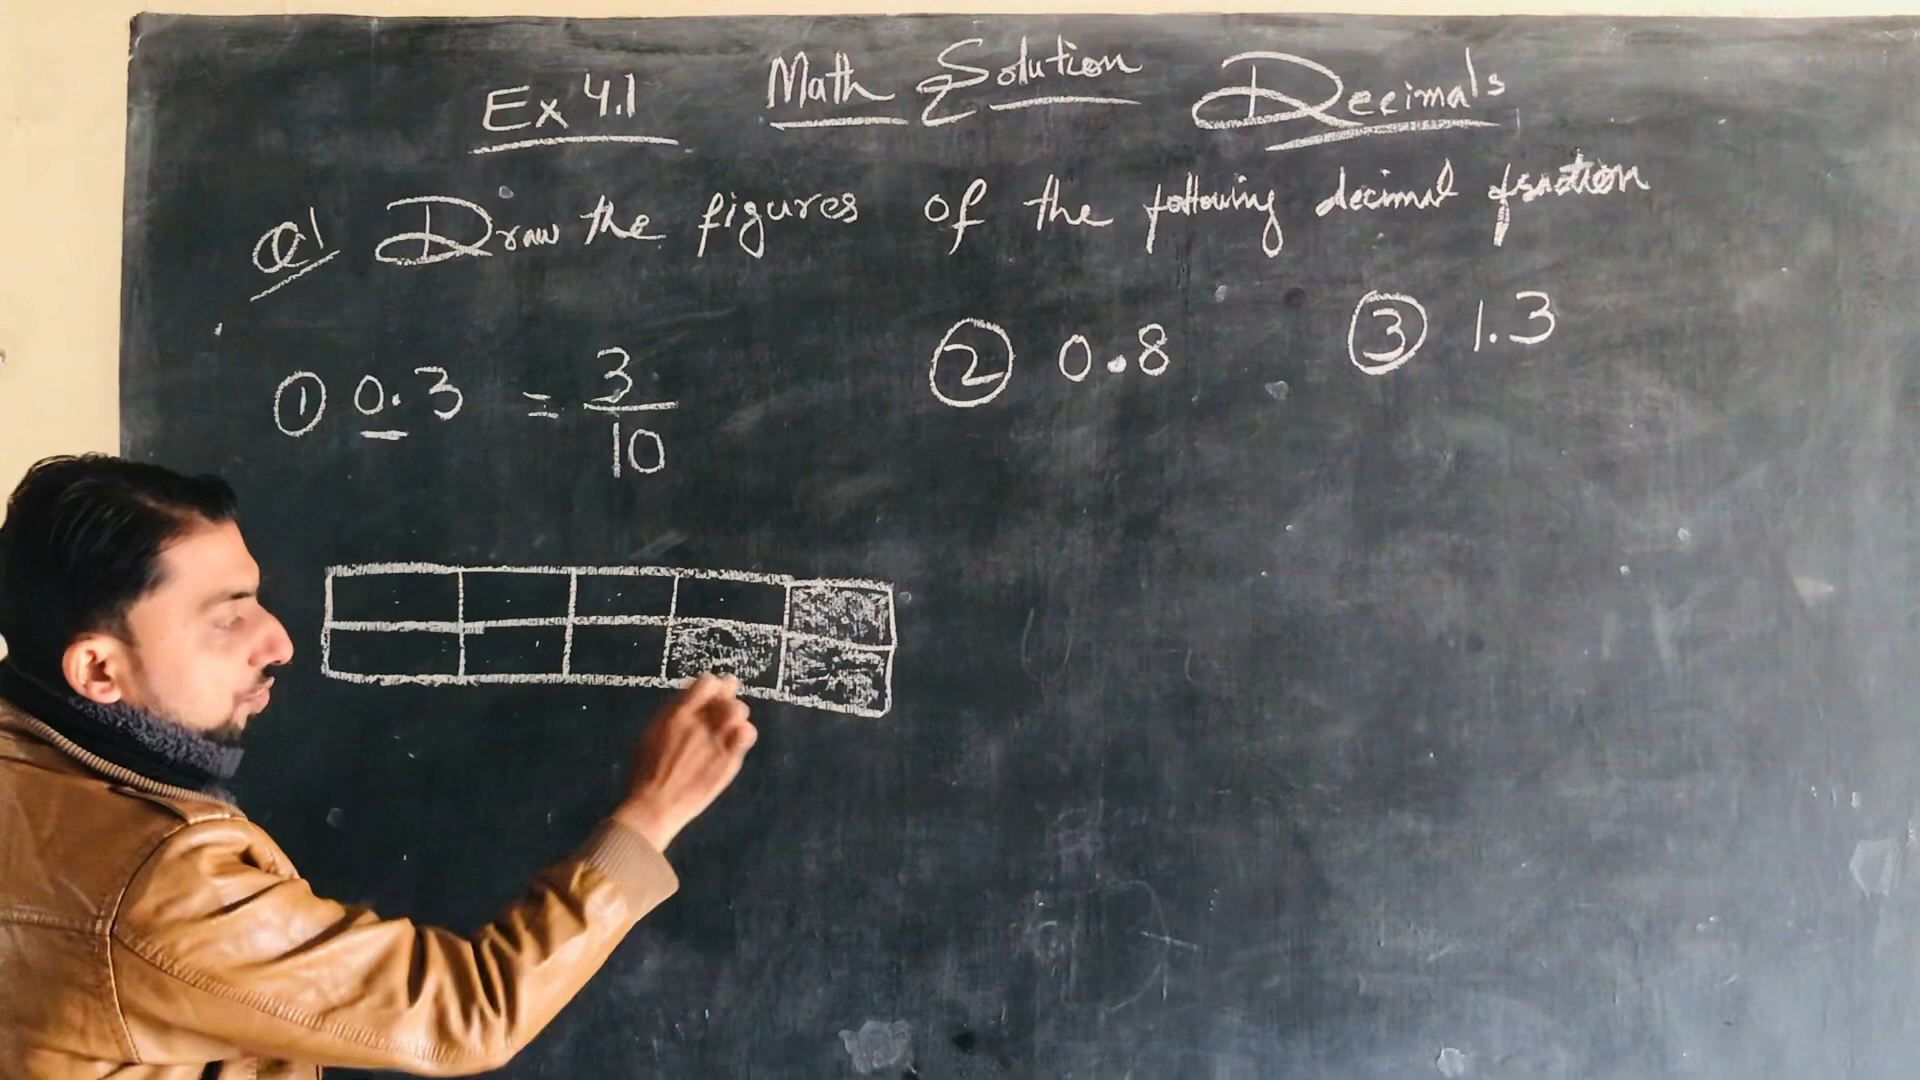 Ex 4.1 Math Solution Decimals
Q1 Draw the figures of the following decimal fraction
① 0.3 = 3/10 ② 0.8 ③ 1.3